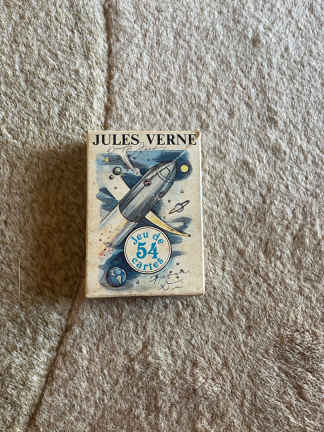 JULES VERNE
Jeu de
54
cartes